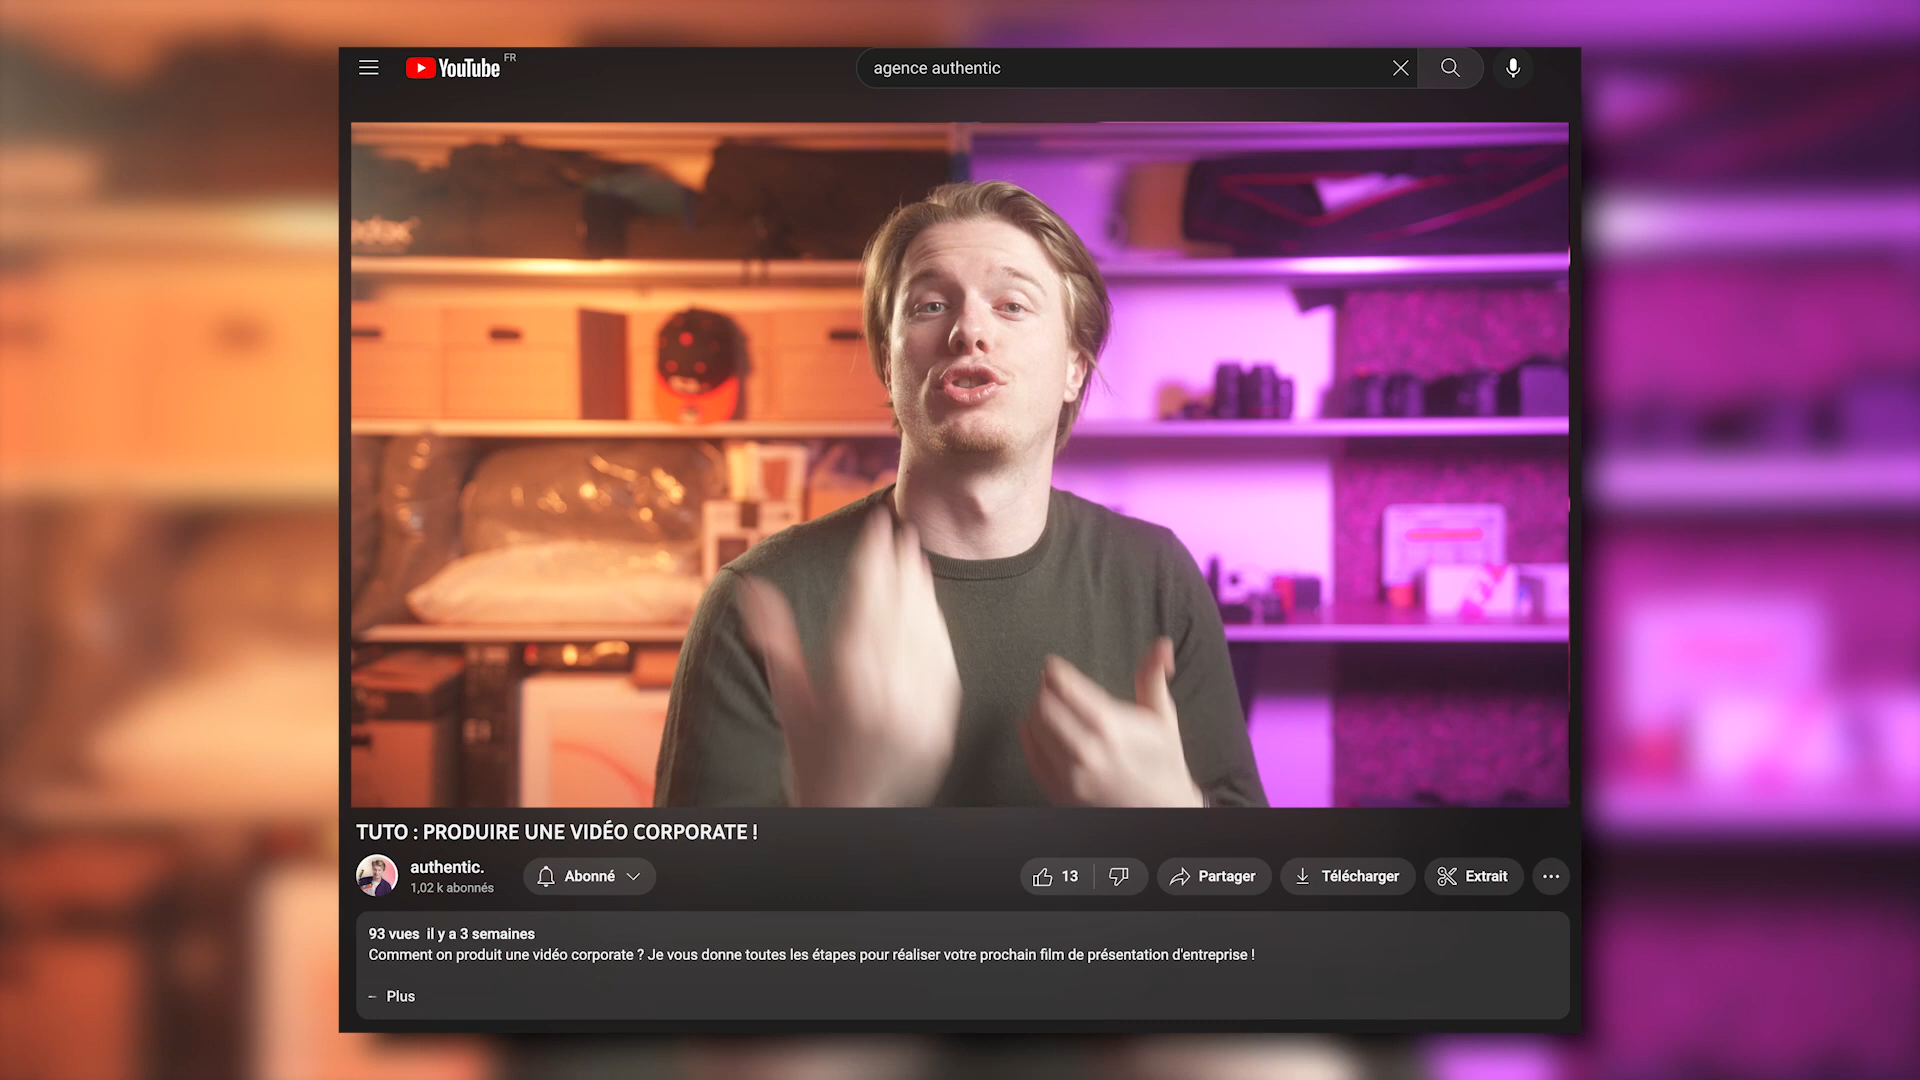 YouTube FR
agence authentic
TUTO : PRODUIRE UNE VIDÉO CORPORATE !
authentic.
1,02 k abonnés
Abonné
13
Partager
Télécharger
Extrait
93 vues il y a 3 semaines
Comment on produit une vidéo corporate ? Je vous donne toutes les étapes pour réaliser votre prochain film de présentation d'entreprise !
Plus